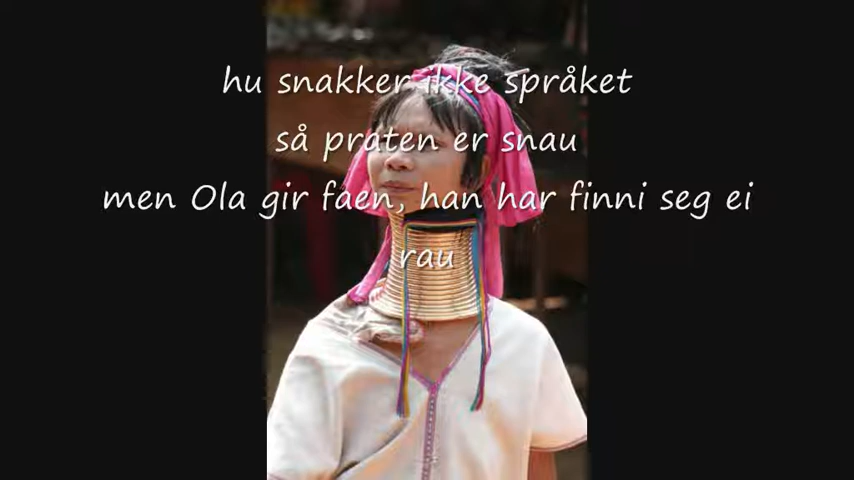 hu snakker ikke språket
så praten er snau
men Ola gir faen, han har finni seg ei
rau